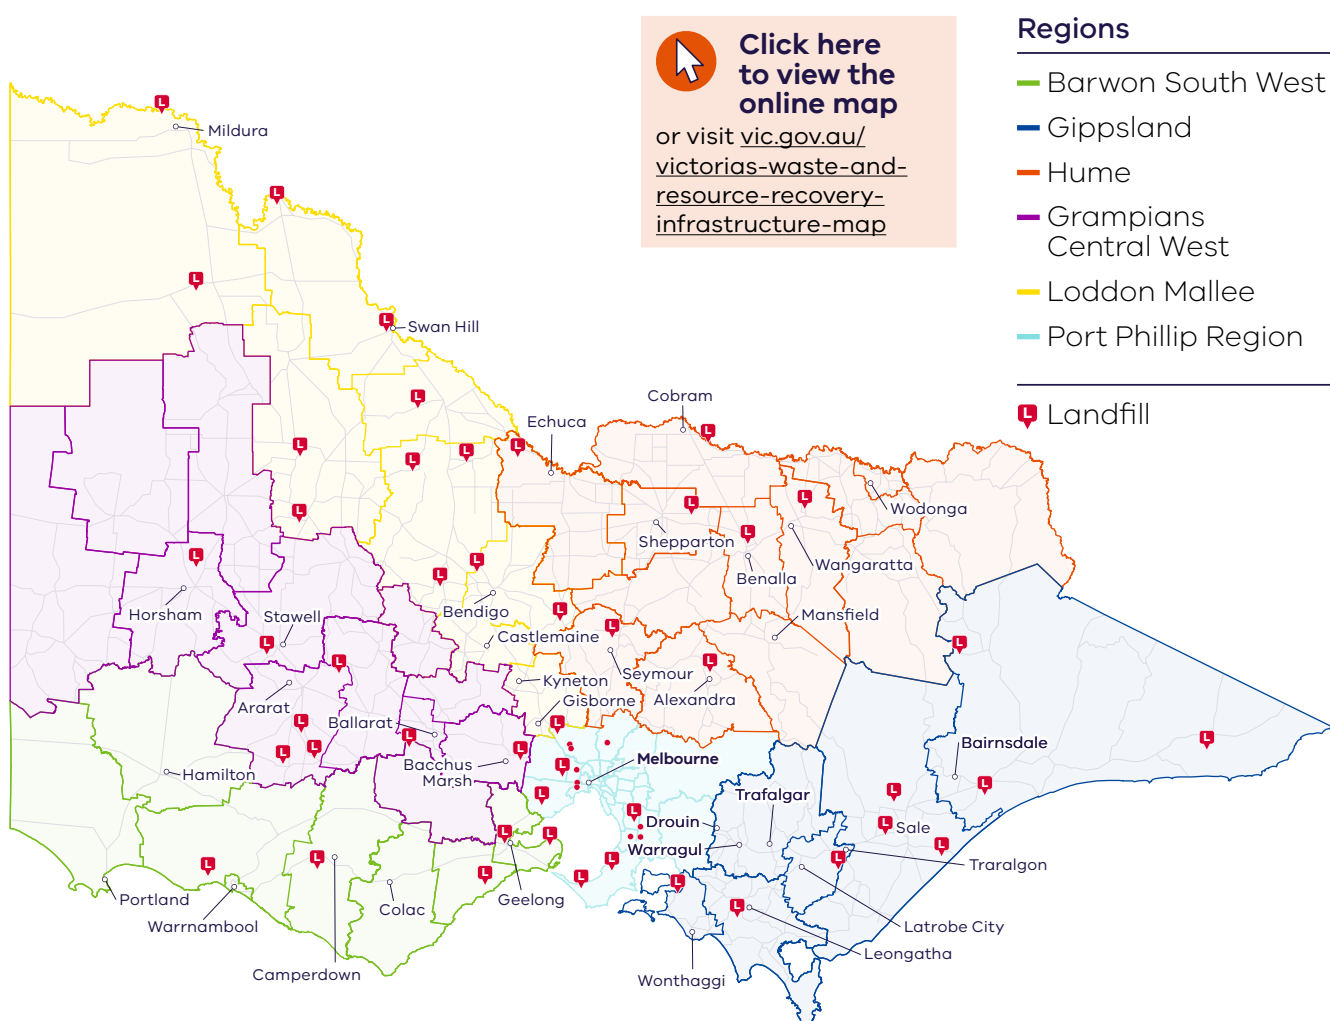 Click here
to view the
online map
or visit vic.gov.au/
victorias-waste-and-
resource-recovery-
infrastructure-map
Regions
Barwon South West
Gippsland
Hume
Grampians
Central West
Loddon Mallee
Port Phillip Region
L Landfill
L
Mildura
L
L
L
Swan Hill
L
Cobram
Echuca
L
L
L
L
L
L
L
L
Wodonga
L
Shepparton
L
Wangaratta
Benalla
L
L
L
Horsham
Bendigo
L
Mansfield
Stawell
L
Castlemaine
L
L
L
L
Seymour
Kyneton
Alexandra
Gisborne
Ararat
Ballarat
L
L
L
L
L
L
Bairnsdale
L
L
Melbourne
Bacchus
Marsh
L
Hamilton
L
L
L
Trafalgar
L
L
Drouin
L
Sale
L
L
L
Warragul
L
L
L
L
Traralgon
L
L
L
L
Portland
Geelong
Colac
L
Warrnambool
Latrobe City
Leongatha
Camperdown
Wonthaggi